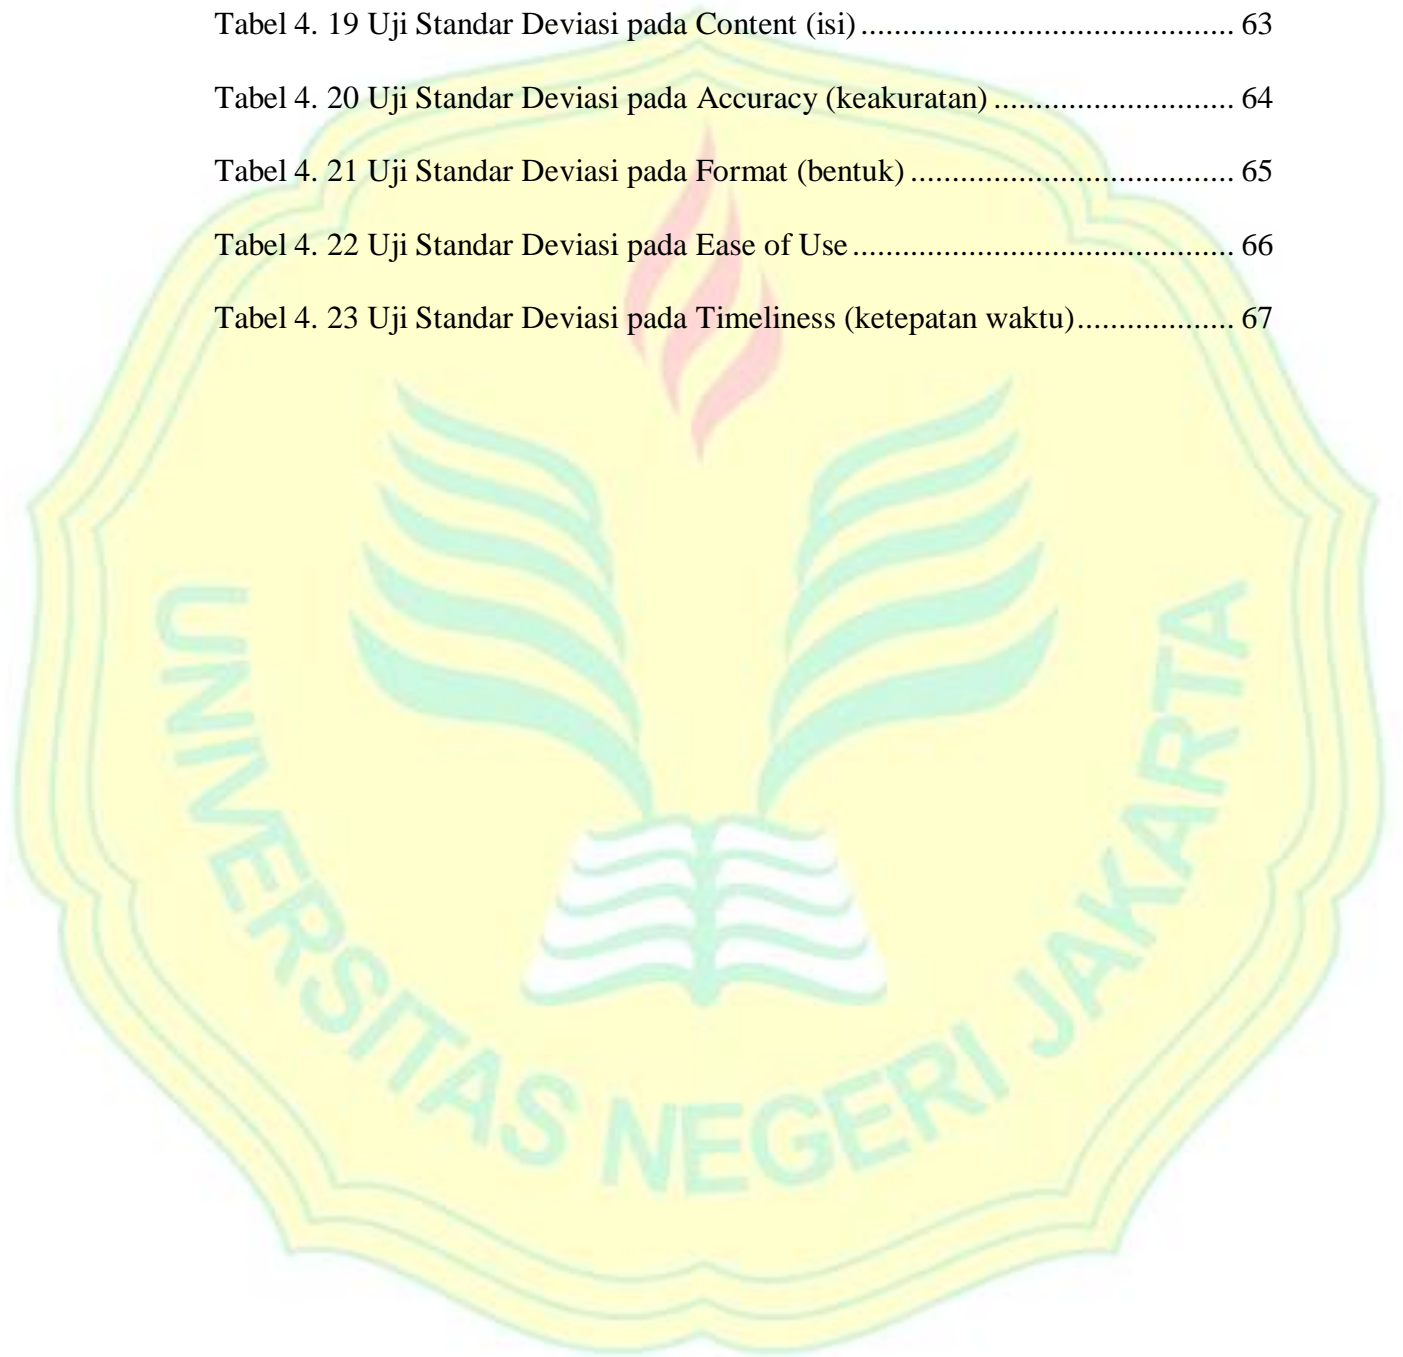 Tabel 4. 19 Uji Standar Deviasi pada Content (isi) ............................................. 63
Tabel 4. 20 Uji Standar Deviasi pada Accuracy (keakuratan) ............................. 64
Tabel 4. 21 Uji Standar Deviasi pada Format (bentuk) ....................................... 65
Tabel 4. 22 Uji Standar Deviasi pada Ease of Use .............................................. 66
Tabel 4. 23 Uji Standar Deviasi pada Timeliness (ketepatan waktu) ................... 67
UNIVERSITAS NEGERI JAKARTA